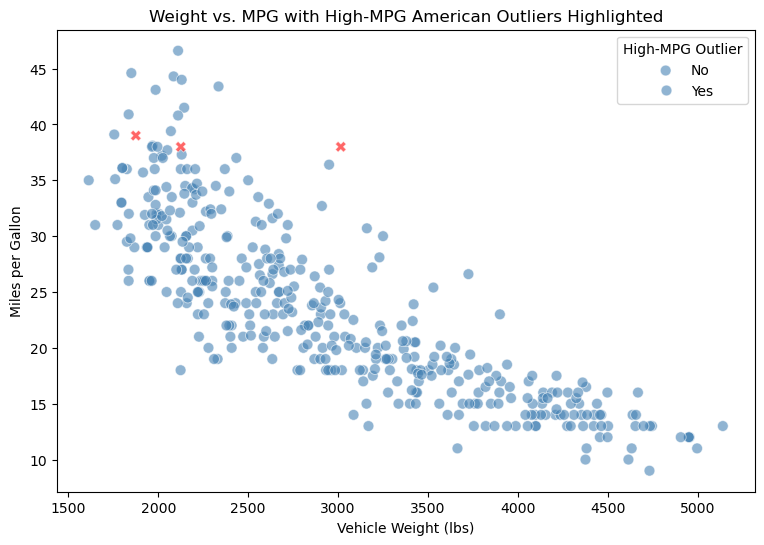 Weight vs. MPG with High-MPG American Outliers Highlighted
High-MPG Outlier
No
Yes
Miles per Gallon
45
40
35
30
25
20
15
10
1500 2000 2500 3000 3500 4000 4500 5000
Vehicle Weight (lbs)